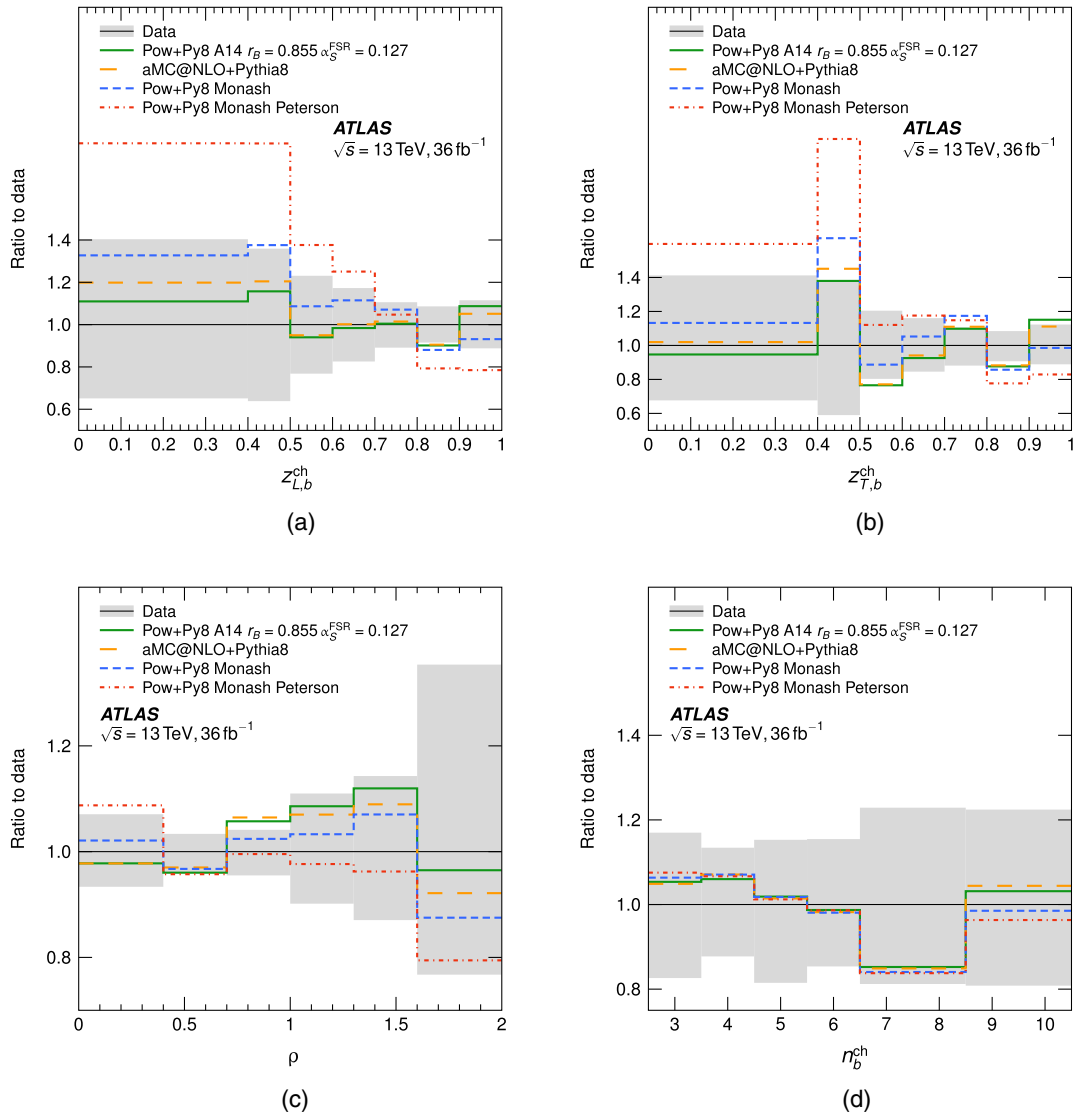 Data
Pow+Py8 A14 r_B = 0.855 α_S^FSR = 0.127
aMC@NLO+Pythia8
Pow+Py8 Monash
Pow+Py8 Monash Peterson
ATLAS
√s = 13 TeV, 36 fb⁻¹
Ratio to data
1.4
1.2
1.0
0.8
0.6
0 0.1 0.2 0.3 0.4 0.5 0.6 0.7 0.8 0.9 1
z_{L,b}^{ch}
(a)
Data
Pow+Py8 A14 r_B = 0.855 α_S^FSR = 0.127
aMC@NLO+Pythia8
Pow+Py8 Monash
Pow+Py8 Monash Peterson
ATLAS
√s = 13 TeV, 36 fb⁻¹
Ratio to data
1.4
1.2
1.0
0.8
0.6
0 0.1 0.2 0.3 0.4 0.5 0.6 0.7 0.8 0.9 1
z_{T,b}^{ch}
(b)
Data
Pow+Py8 A14 r_B = 0.855 α_S^FSR = 0.127
aMC@NLO+Pythia8
Pow+Py8 Monash
Pow+Py8 Monash Peterson
ATLAS
√s = 13 TeV, 36 fb⁻¹
Ratio to data
1.2
1.0
0.8
0 0.5 1 1.5 2
ρ
(c)
Data
Pow+Py8 A14 r_B = 0.855 α_S^FSR = 0.127
aMC@NLO+Pythia8
Pow+Py8 Monash
Pow+Py8 Monash Peterson
ATLAS
√s = 13 TeV, 36 fb⁻¹
Ratio to data
1.4
1.2
1.0
0.8
3 4 5 6 7 8 9 10
n_b^{ch}
(d)